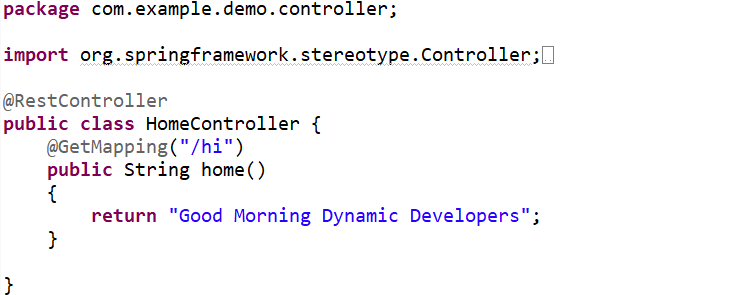 package com.example.demo.controller;
import org.springframework.stereotype.Controller;
@RestController
public class HomeController {
@GetMapping("/hi")
public String home()
{
return "Good Morning Dynamic Developers";
}
}